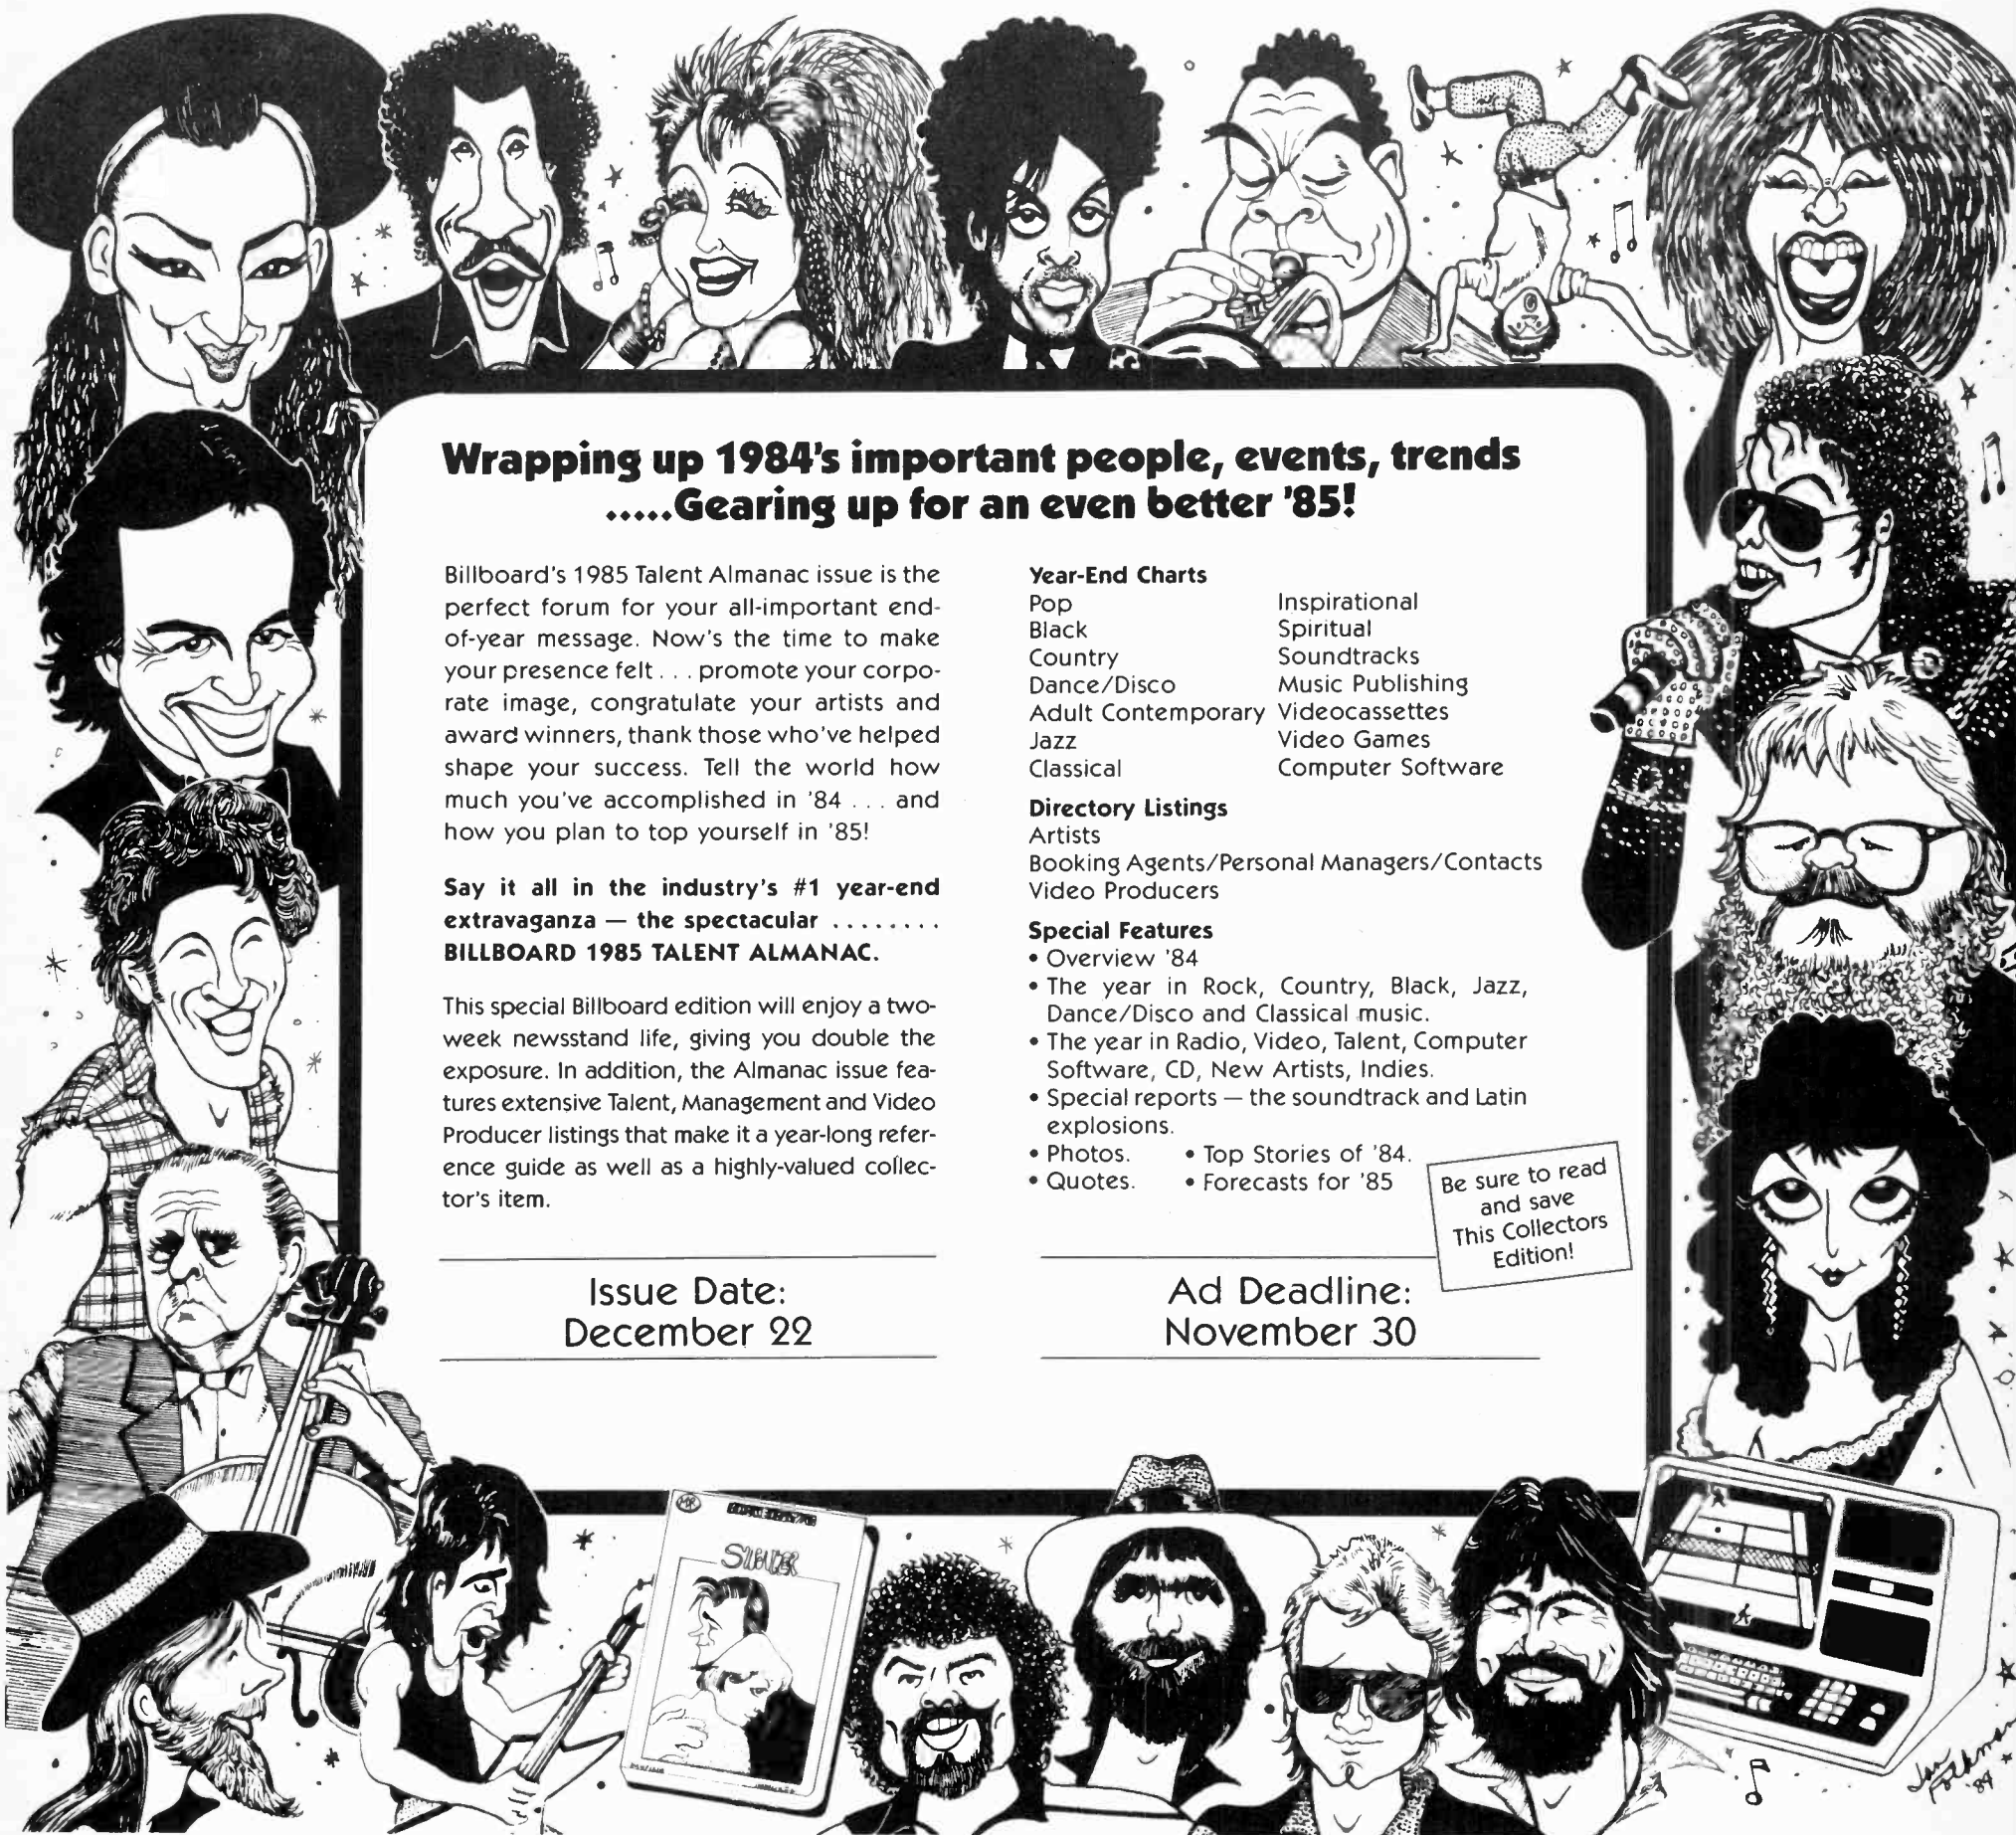 Wrapping up 1984's important people, events, trends
.....Gearing up for an even better '85!
Billboard's 1985 Talent Almanac issue is the
perfect forum for your all-important end-
of-year message. Now's the time to make
your presence felt . . . promote your corpo-
rate image, congratulate your artists and
award winners, thank those who've helped
shape your success. Tell the world how
much you've accomplished in '84 . . . and
how you plan to top yourself in '85!
Say it all in the industry's #1 year-end
extravaganza — the spectacular ........
BILLBOARD 1985 TALENT ALMANAC.
This special Billboard edition will enjoy a two-
week newsstand life, giving you double the
exposure. In addition, the Almanac issue fea-
tures extensive Talent, Management and Video
Producer listings that make it a year-long refer-
ence guide as well as a highly-valued collec-
tor's item.
Issue Date:
December 22
Year-End Charts
Pop
Black
Country
Dance/Disco
Adult Contemporary
Jazz
Classical
Inspirational
Spiritual
Soundtracks
Music Publishing
Videocassettes
Video Games
Computer Software
Directory Listings
Artists
Booking Agents/Personal Managers/Contacts
Video Producers
Special Features
• Overview '84
• The year in Rock, Country, Black, Jazz,
Dance/Disco and Classical music.
• The year in Radio, Video, Talent, Computer
Software, CD, New Artists, Indies.
• Special reports — the soundtrack and Latin
explosions.
• Photos. • Top Stories of '84.
• Quotes. • Forecasts for '85
Be sure to read
and save
This Collectors
Edition!
Ad Deadline:
November 30
'84